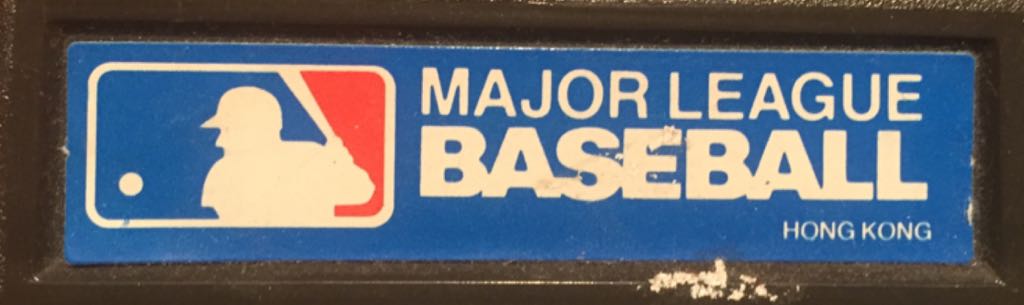 MAJOR LEAGUE
BASEBALL
HONG KONG